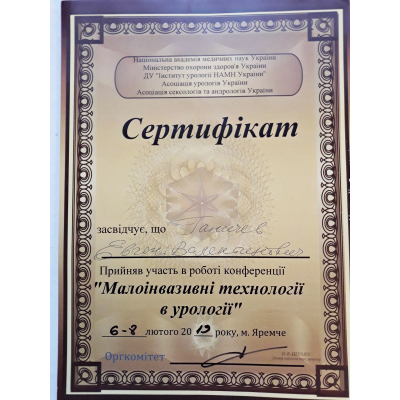 Національна академія медичних наук України
Міністерство охорони здоров'я України
ДУ "Інститут урології НАМН України"
Асоціація урологів України
Асоціація сексологів та андрологів України
Сертифікат
засвідчує, що
Євген Валентинович
Прийняв участь в роботі конференції
"Малоінвазивні технології
в урології"
6-8 лютого 20 року, м. Яремче
Оргкомітет